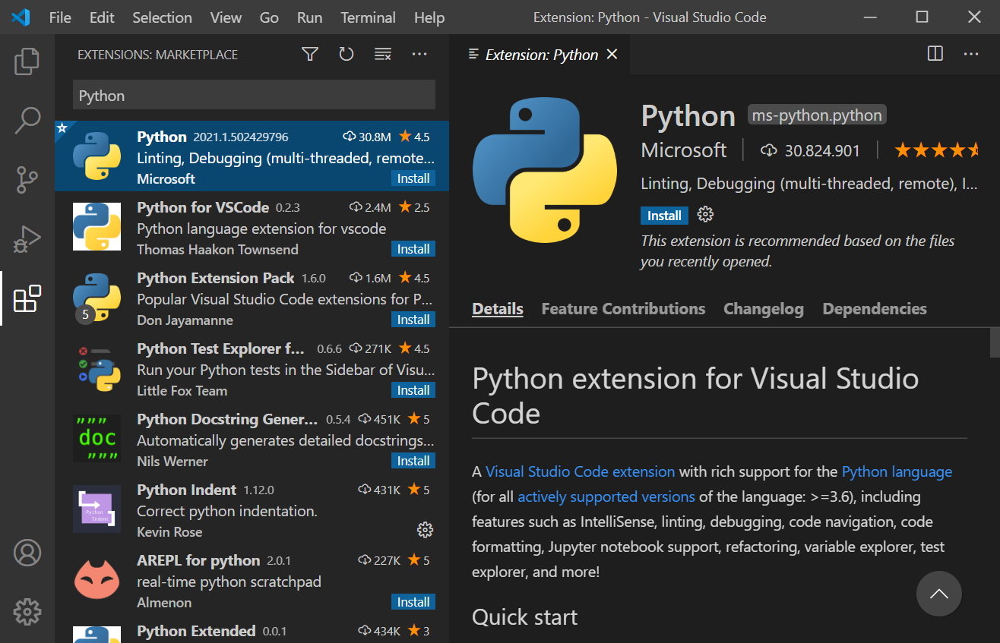 File Edit Selection View Go Run Terminal Help Extension: Python - Visual Studio Code
EXTENSIONS: MARKETPLACE
Python
Python 2021.1.502429796 30.8M 4.5
Linting, Debugging (multi-threaded, remote...
Microsoft Install
Python for VSCode 0.2.3 2.4M 2.5
Python language extension for vscode
Thomas Haakon Townsend Install
Python Extension Pack 1.6.0 1.6M 4.5
Popular Visual Studio Code extensions for P...
5
Don Jayamanne Install
Python Test Explorer f... 0.6.6 271K 4.5
Run your Python tests in the Sidebar of Visu...
Little Fox Team Install
"""
doc
"""
Python Docstring Gener... 0.5.4 451K 5
Automatically generates detailed docstrings...
Nils Werner Install
Python
Indent
Python Indent 1.12.0 431K 5
Correct python indentation.
Kevin Rose
AREPL for python 2.0.1 227K 5
real-time python scratchpad
Almenon Install
Python Extended 0.0.1 434K 3
Extension: Python
Python ms-python.python
Microsoft 30.824.901
Linting, Debugging (multi-threaded, remote), I...
Install
This extension is recommended based on the files
you recently opened.
Details Feature Contributions Changelog Dependencies
Python extension for Visual Studio
Code
A Visual Studio Code extension with rich support for the Python language
(for all actively supported versions of the language: >=3.6), including
features such as IntelliSense, linting, debugging, code navigation, code
formatting, Jupyter notebook support, refactoring, variable explorer, test
explorer, and more!
Quick start